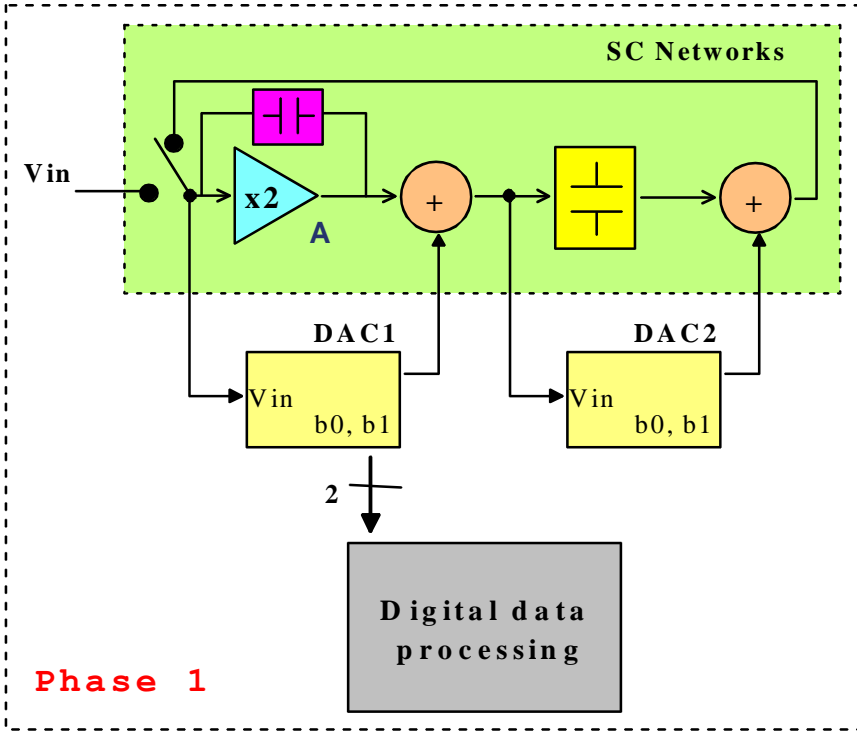 SC Networks
Vin
x2
A
+
+
DAC1
DAC2
Vin
b0, b1
Vin
b0, b1
2
Digital data
processing
Phase 1